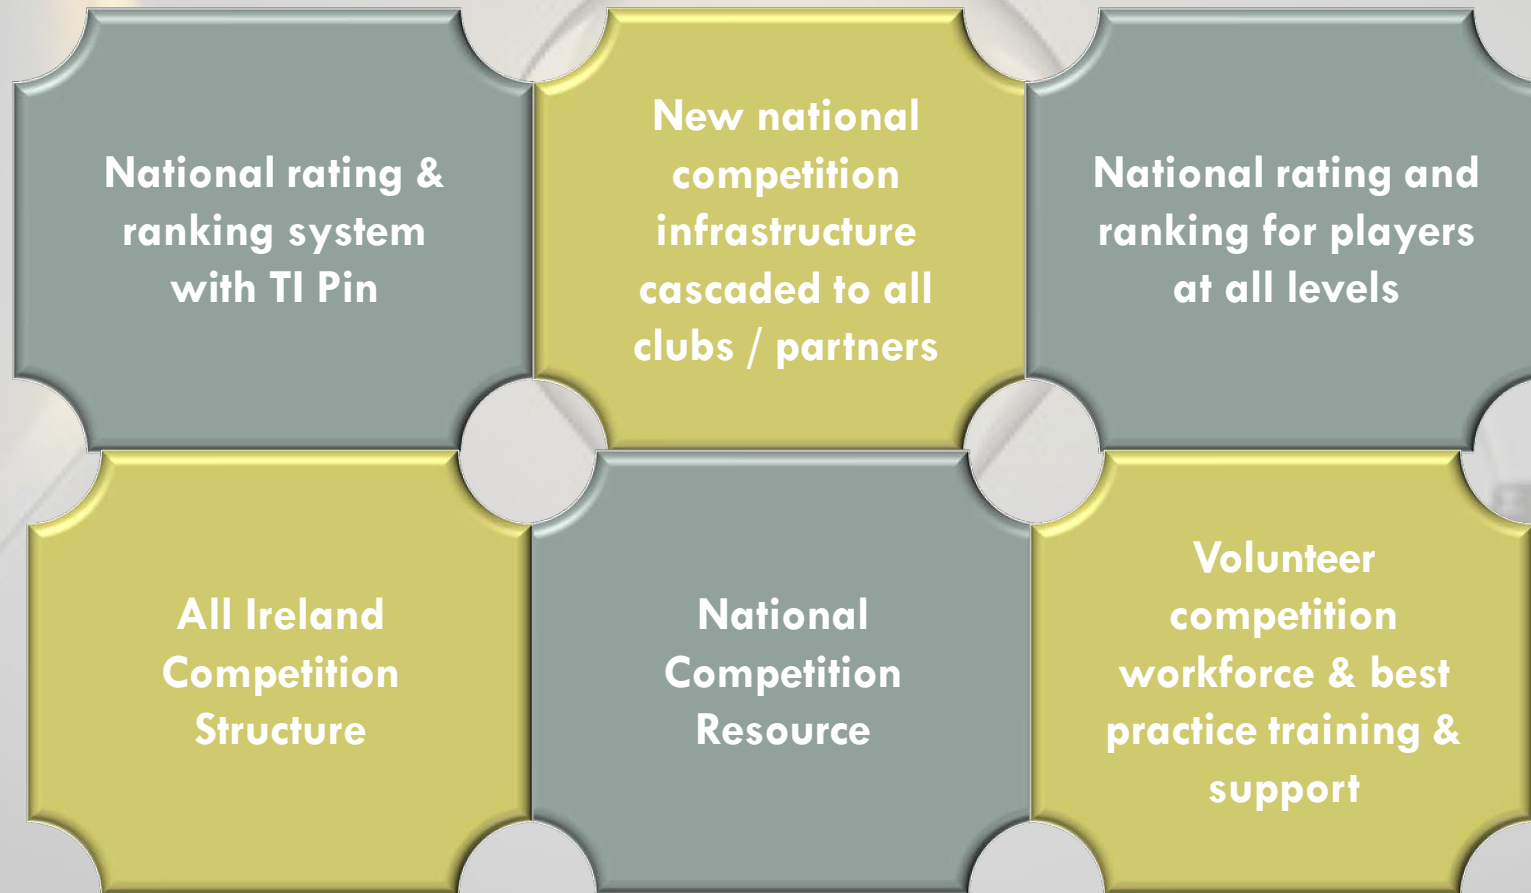 National rating &
ranking system
with TI Pin
New national
competition
infrastructure
cascaded to all
clubs / partners
National rating and
ranking for players
at all levels
All Ireland
Competition
Structure
National
Competition
Resource
Volunteer
competition
workforce & best
practice training &
support